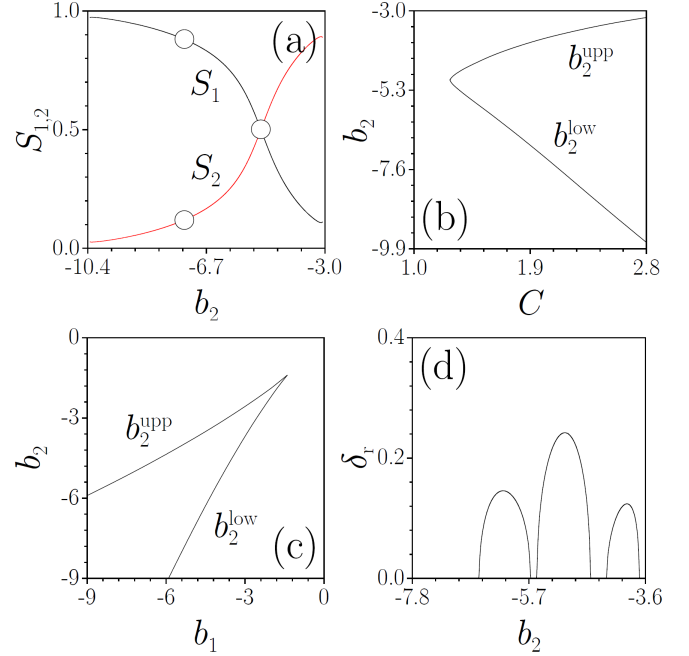 1.0
0.5
0.0
S1,2
(a)
S1
S2
-10.4
-6.7
-3.0
b2
-3.0
-5.3
-7.6
-9.9
b2
b2upp
b2low
(b)
1.0
1.9
2.8
C
0
-3
-6
-9
b2
b2upp
b2low
(c)
-9
-6
-3
0
b1
0.4
0.2
0.0
δr
(d)
-7.8
-5.7
-3.6
b2